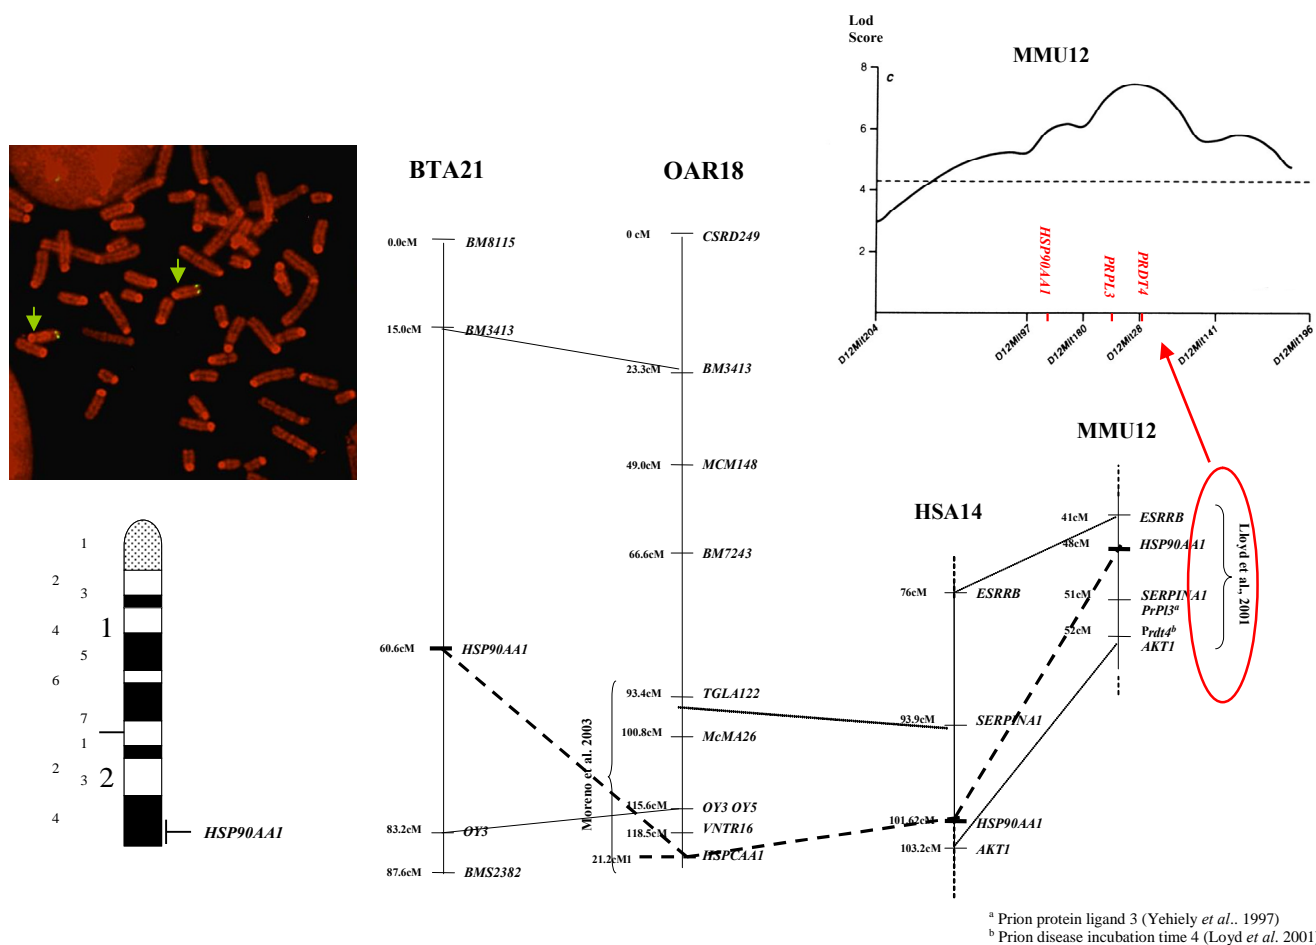 Lod
Score
MMU12
8
c
6
4
2
HSP90AA1
PRPL3
PRDT4
D12Mit204
D12Mit97
D12Mit180
D12Mit28
D12Mit141
D12Mit196
BTA21
0.0cM BM8115
15.0cM BM3413
60.6cM HSP90AA1
83.2cM OY3
87.6cM BMS2382
OAR18
0 cM CSRD249
23.3cM BM3413
49.0cM MCM148
66.6cM BM7243
93.4cM TGLA122
100.8cM McMA26
115.6cM OY3 OY5
118.5cM VNTR16
21.2cM1 HSPCAA1
Moreno et al. 2003
HSA14
76cM ESRRB
93.9cM SERPINA1
101.62cM HSP90AA1
103.2cM AKT1
MMU12
41cM ESRRB
48cM HSP90AA1
51cM SERPINA1
PrPl3a
52cM Prdt4b
AKT1
Lloyd et al., 2001
1
2
3
4
1
5
6
7
1
2
2
3
4
HSP90AA1
a Prion protein ligand 3 (Yehiely et al.. 1997)
b Prion disease incubation time 4 (Loyd et al. 2001